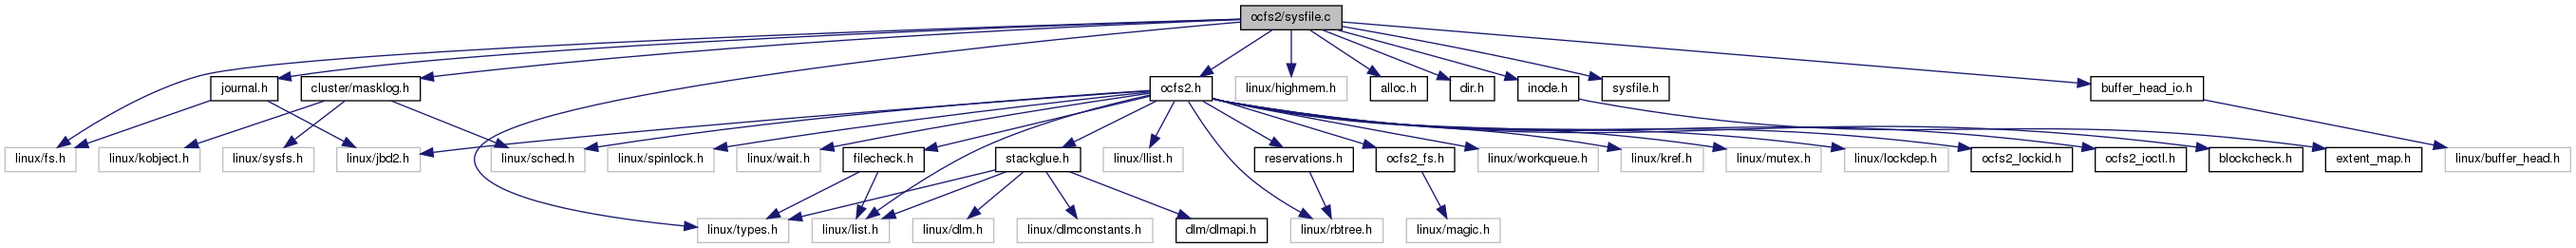 ocfs2/sysfile.c
journal.h
cluster/masklog.h
ocfs2.h
linux/highmem.h
alloc.h
dir.h
inode.h
sysfile.h
buffer_head_io.h
linux/fs.h
linux/kobject.h
linux/sysfs.h
linux/jbd2.h
linux/sched.h
linux/spinlock.h
linux/wait.h
filecheck.h
stackglue.h
linux/llist.h
reservations.h
ocfs2_fs.h
linux/workqueue.h
linux/kref.h
linux/mutex.h
linux/lockdep.h
ocfs2_lockid.h
ocfs2_ioctl.h
blockcheck.h
extent_map.h
linux/buffer_head.h
linux/types.h
linux/list.h
linux/dlm.h
linux/dlmconstants.h
dlm/dlmapi.h
linux/rbtree.h
linux/magic.h